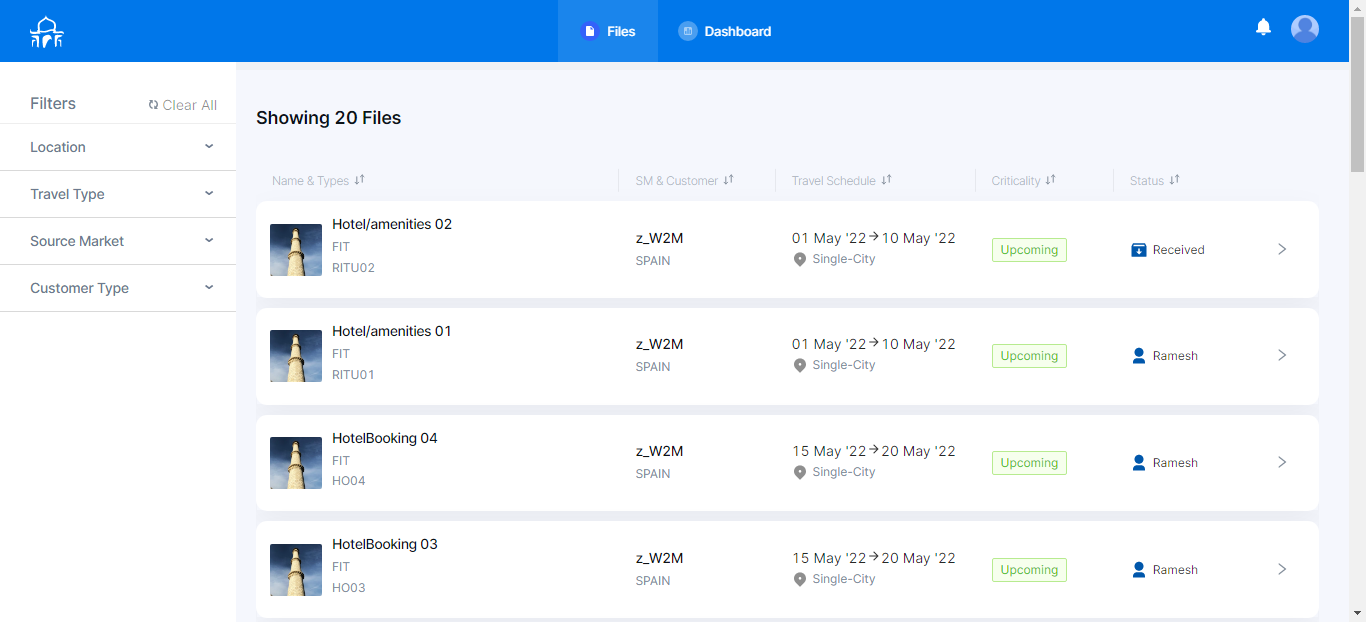 Files
Dashboard
Filters
Clear All
Location
Travel Type
Source Market
Customer Type
Showing 20 Files
Name & Types
SM & Customer
Travel Schedule
Criticality
Status
Hotel/amenities 02
FIT
RITU02
z_W2M
SPAIN
01 May '22 → 10 May '22
Single-City
Upcoming
Received
Hotel/amenities 01
FIT
RITU01
z_W2M
SPAIN
01 May '22 → 10 May '22
Single-City
Upcoming
Ramesh
HotelBooking 04
FIT
HO04
z_W2M
SPAIN
15 May '22 → 20 May '22
Single-City
Upcoming
Ramesh
HotelBooking 03
FIT
HO03
z_W2M
SPAIN
15 May '22 → 20 May '22
Single-City
Upcoming
Ramesh